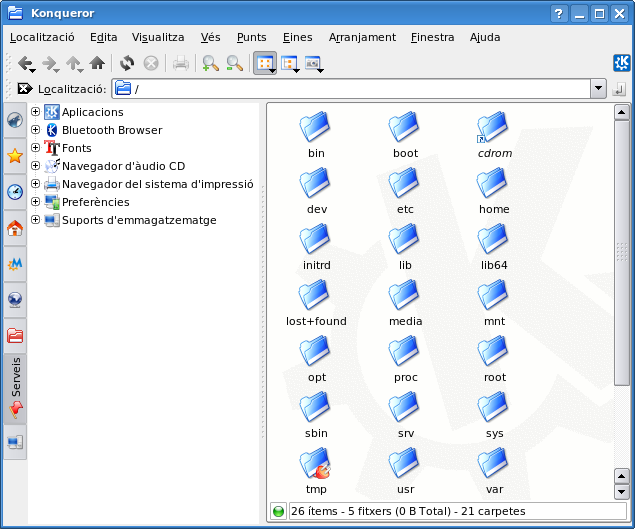 Konqueror
Localització Edita Visualitza Vés Punts Eines Arranjament Finestra Ajuda
Localització: /
Aplicacions
Bluetooth Browser
Fonts
Navegador d'àudio CD
Navegador del sistema d'impressió
Preferències
Suports d'emmagatzematge
Serveis
bin boot cdrom
dev etc home
initrd lib lib64
lost+found media mnt
opt proc root
sbin srv sys
tmp usr var
26 ítems - 5 fitxers (0 B Total) - 21 carpetes